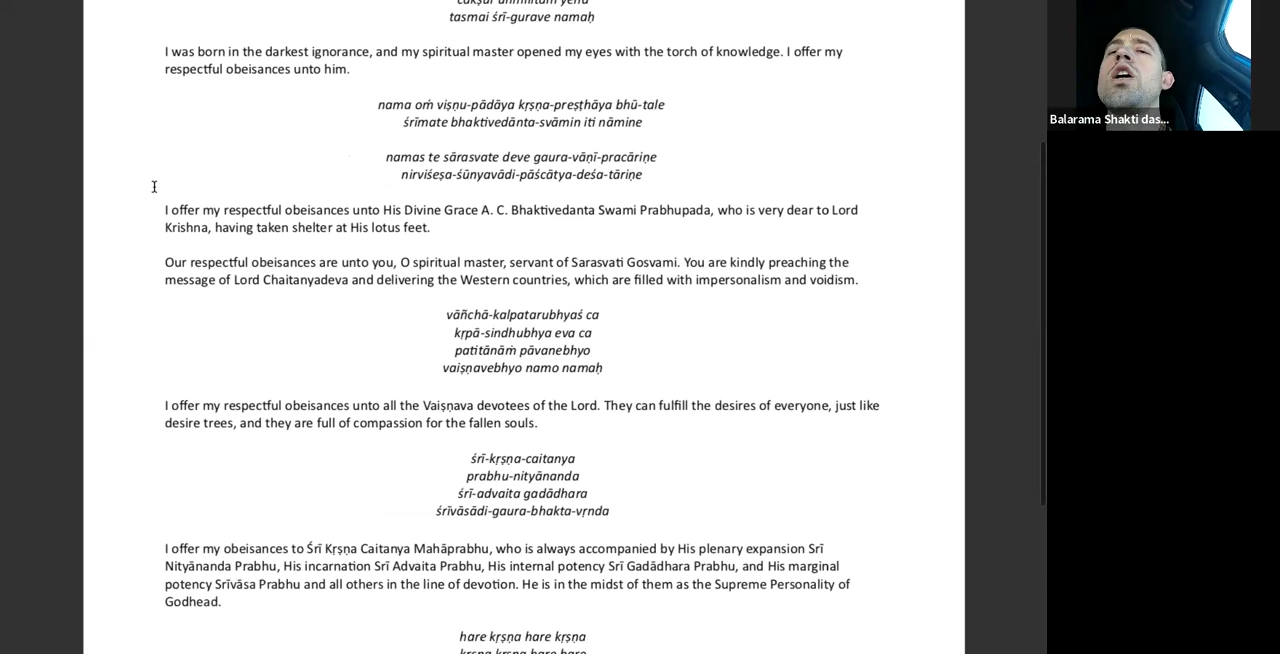 cakṣur unmīlitaṁ yena
tasmai śrī-gurave namaḥ
I was born in the darkest ignorance, and my spiritual master opened my eyes with the torch of knowledge. I offer my
respectful obeisances unto him.
nama oṁ viṣṇu-pādāya kṛṣṇa-preṣṭhāya bhū-tale
śrīmate bhaktivedānta-svāmin iti nāmine
namas te sārasvate deve gaura-vāṇī-pracāriṇe
nirviśeṣa-śūnyavādi-pāścātya-deśa-tāriṇe
I offer my respectful obeisances unto His Divine Grace A. C. Bhaktivedanta Swami Prabhupada, who is very dear to Lord
Krishna, having taken shelter at His lotus feet.
Our respectful obeisances are unto you, O spiritual master, servant of Sarasvati Gosvami. You are kindly preaching the
message of Lord Chaitanyadeva and delivering the Western countries, which are filled with impersonalism and voidism.
vāñchā-kalpatarubhyaś ca
kṛpā-sindhubhya eva ca
patitānāṁ pāvanebhyo
vaiṣṇavebhyo namo namaḥ
I offer my respectful obeisances unto all the Vaiṣṇava devotees of the Lord. They can fulfill the desires of everyone, just like
desire trees, and they are full of compassion for the fallen souls.
śrī-kṛṣṇa-caitanya
prabhu-nityānanda
śrī-advaita gadādhara
śrīvāsādi-gaura-bhakta-vṛnda
I offer my obeisances to Śrī Kṛṣṇa Caitanya Mahāprabhu, who is always accompanied by His plenary expansion Srī
Nityānanda Prabhu, His incarnation Srī Advaita Prabhu, His internal potency Srī Gadādhara Prabhu, and His marginal
potency Srīvāsa Prabhu and all others in the line of devotion. He is in the midst of them as the Supreme Personality of
Godhead.
hare kṛṣṇa hare kṛṣṇa
kṛṣṇa kṛṣṇa hare hare
Balarama Shakti das...